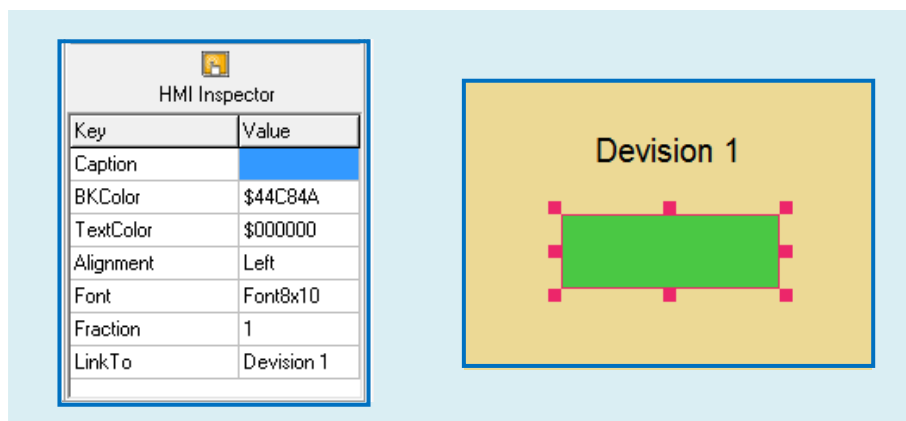 HMI Inspector
Key Value
Caption
BKColor $44C84A
TextColor $000000
Alignment Left
Font Font8x10
Fraction 1
LinkTo Devision 1
Devision 1